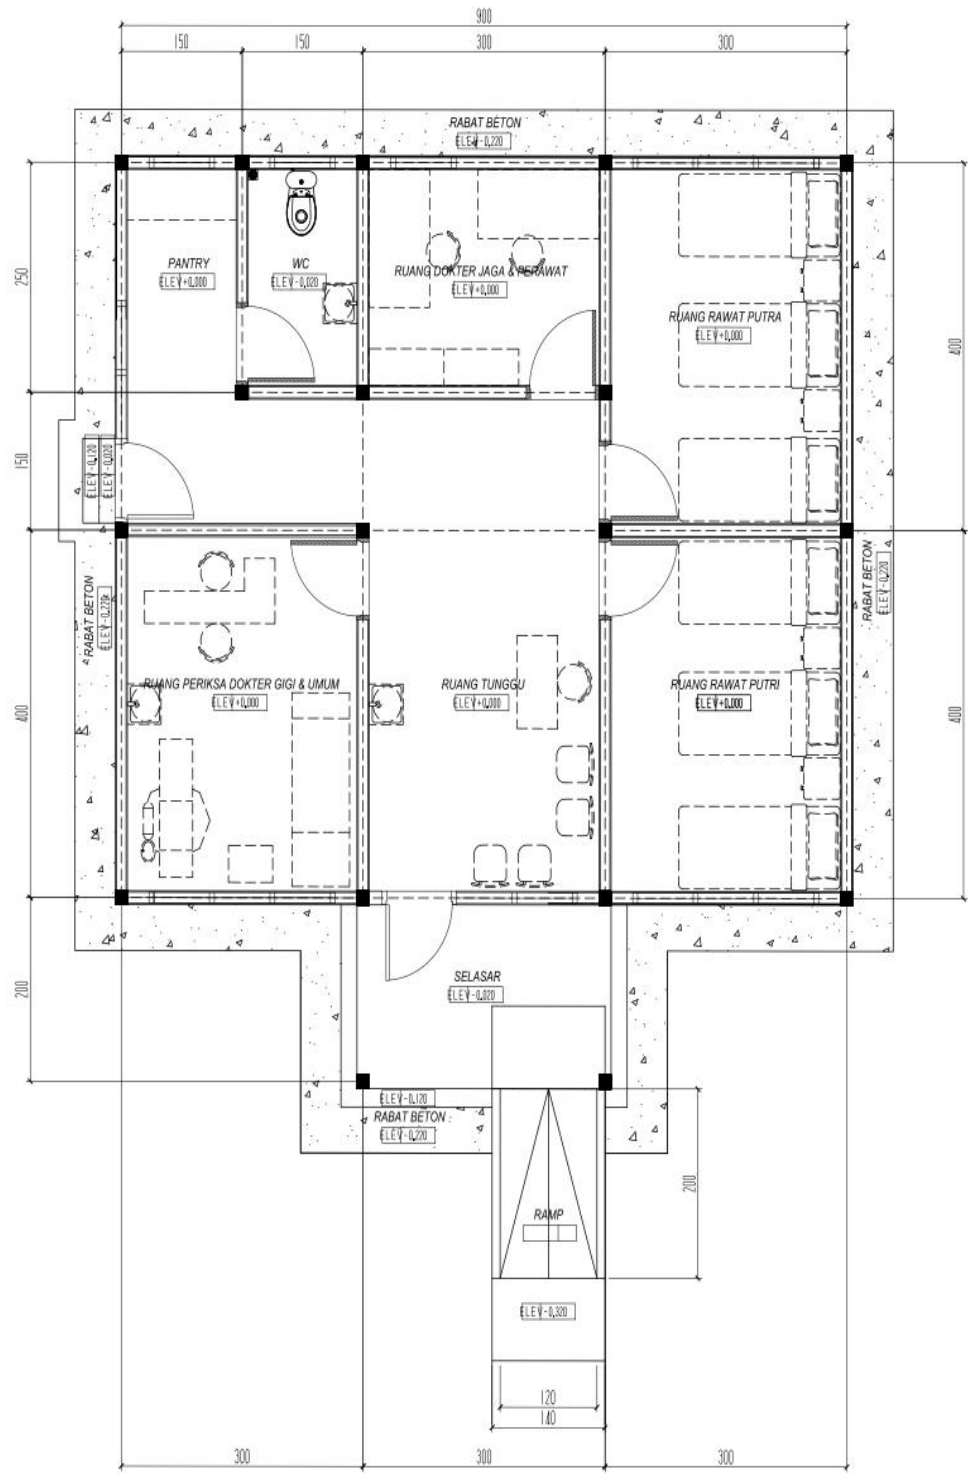 900
150
150
300
300
RABAT BETON
ELEV-0,220
PANTRY
ELEV+0,000
WC
ELEV-0,020
RUANG DOKTER JAGA & PERAWAT
ELEV+0,000
RUANG RAWAT PUTRA
ELEV+0,000
250
150
400
200
400
400
ELEV-0,120
ELEV-0,020
RABAT BETON
RABAT BETON
ELEV-0,220
RUANG PERIKSA DOKTER GIGI & UMUM
ELEV+0,000
RUANG TUNGGU
ELEV+0,000
RUANG RAWAT PUTRI
ELEV+0,000
SELASAR
ELEV-0,020
ELEV-0,120
RABAT BETON
ELEV-0,220
200
RAMP
ELEV-0,320
120
140
300
300
300